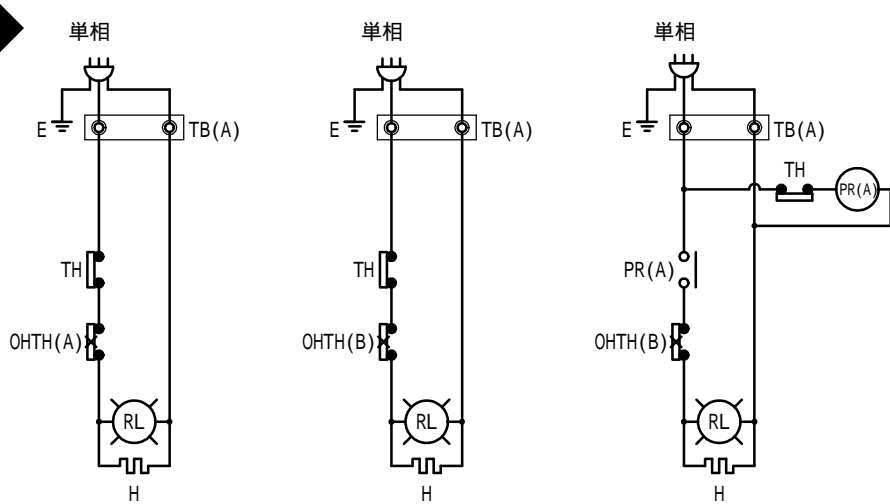 単相
E
TB(A)
TH
OHTH(A)
RL
H
単相
E
TB(A)
TH
OHTH(B)
RL
H
単相
E
TB(A)
TH
PR(A)
PR(A)
OHTH(B)
RL
H